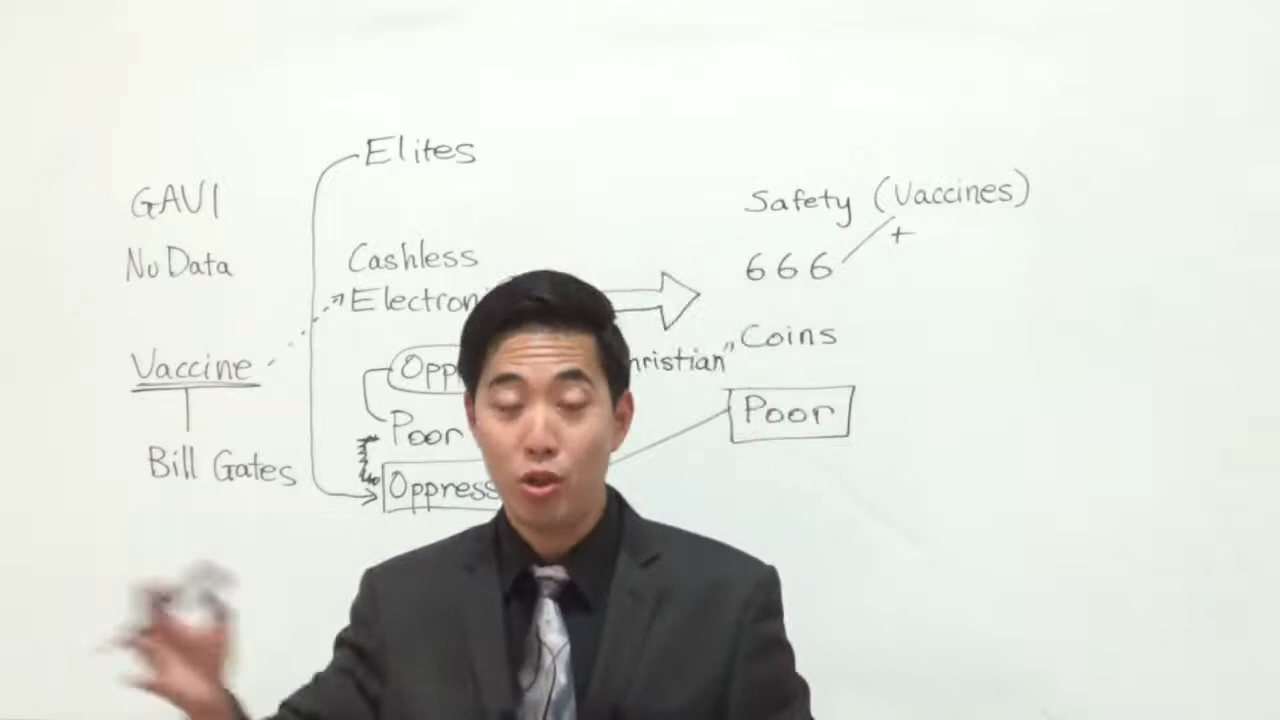 GAVI
No Data
Vaccine
Bill Gates
Elites
Cashless
Poor
Safety (Vaccines)
+
666
Coins
Poor